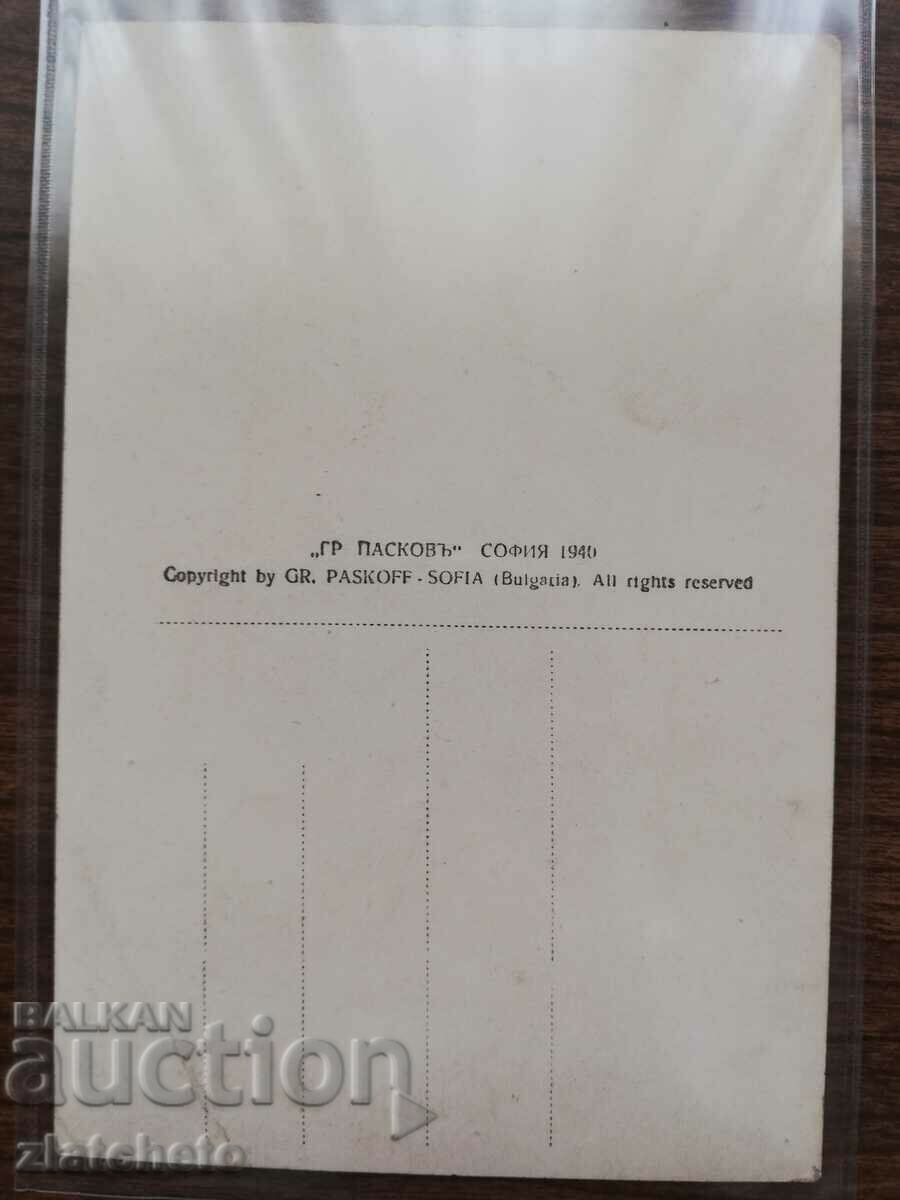 „ГР ПАСКОВЪ“ СОФИЯ 1940
Copyright by GR. PASKOFF - SOFIA (Bulgaria). All rights reserved
BALKAN
auction
zlatcheto